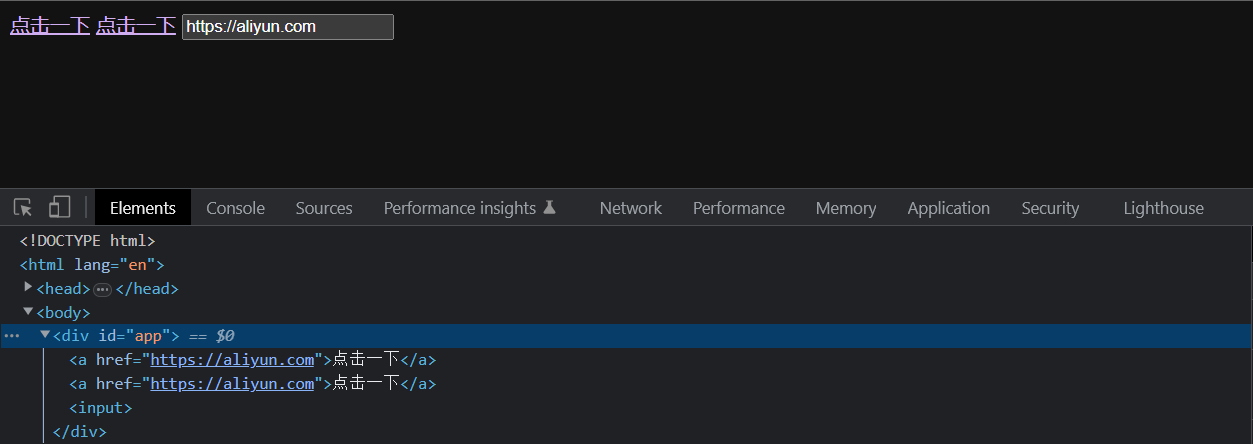 点击一下 点击一下 https://aliyun.com
Elements Console Sources Performance insights Network Performance Memory Application Security Lighthouse
<!DOCTYPE html>
<html lang="en">
<head>…</head>
<body>
<div id="app"> == $0
<a href="https://aliyun.com">点击一下</a>
<a href="https://aliyun.com">点击一下</a>
<input>
</div>